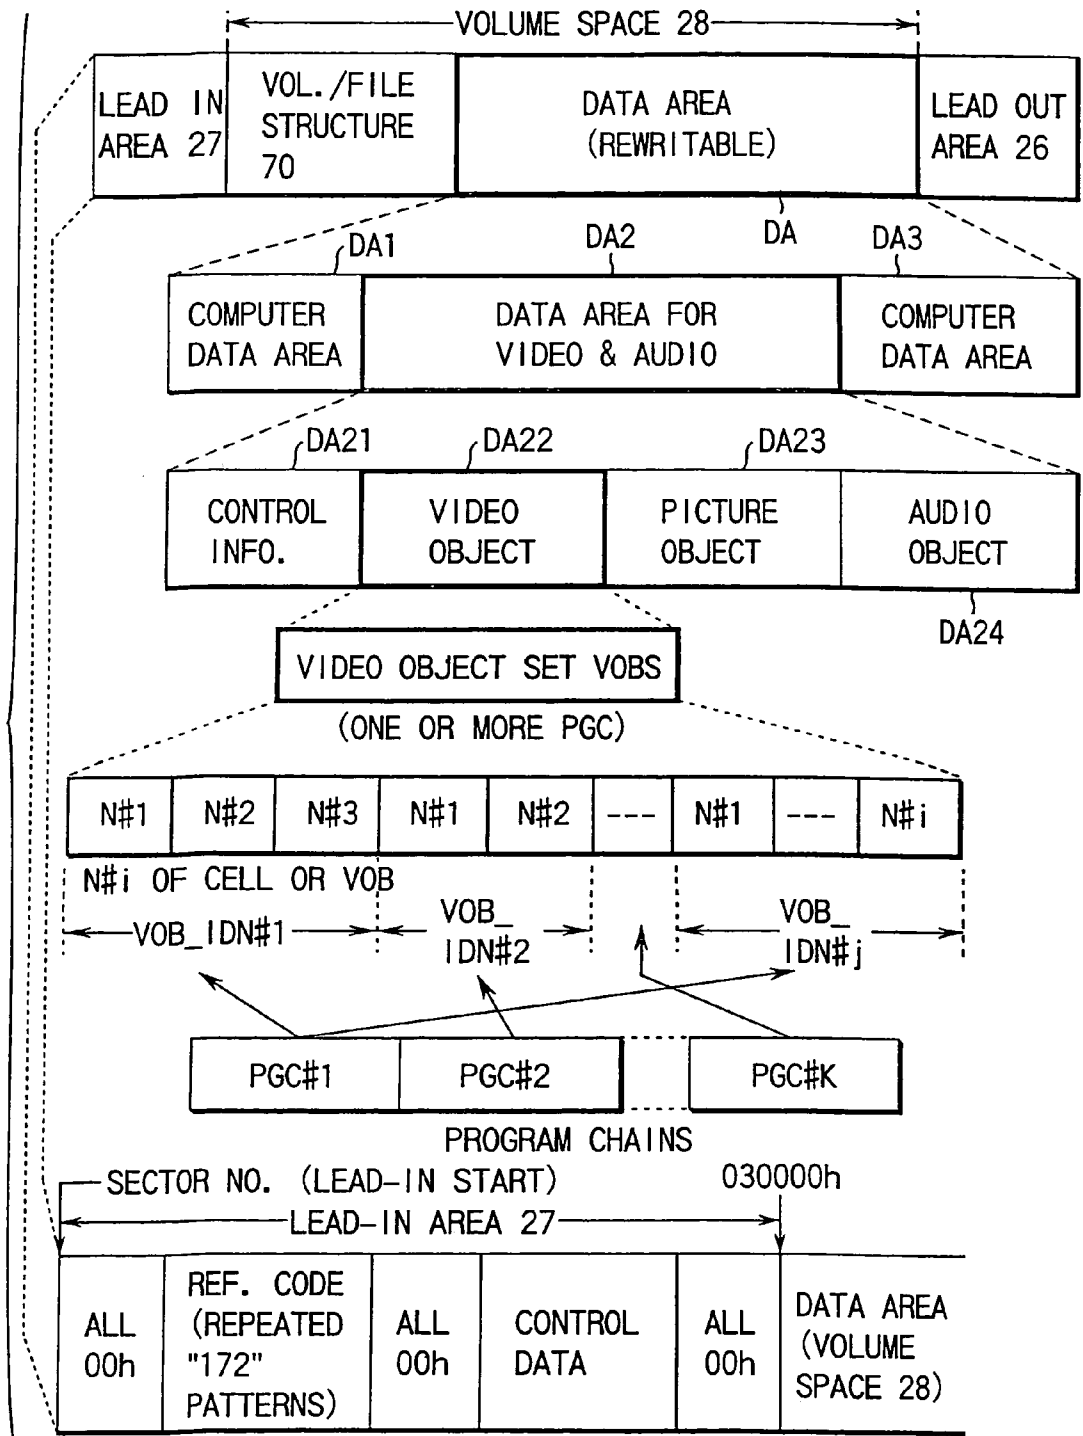 VOLUME SPACE 28
LEAD IN
AREA 27
VOL./FILE
STRUCTURE
70
DATA AREA
(REWRITABLE)
LEAD OUT
AREA 26
DA
DA1
DA2
DA3
COMPUTER
DATA AREA
DATA AREA FOR
VIDEO & AUDIO
COMPUTER
DATA AREA
DA21
DA22
DA23
CONTROL
INFO.
VIDEO
OBJECT
PICTURE
OBJECT
AUDIO
OBJECT
DA24
VIDEO OBJECT SET VOBS
(ONE OR MORE PGC)
N#1 N#2 N#3 N#1 N#2 --- N#1 --- N#i
N#i OF CELL OR VOB
VOB_IDN#1
VOB_
IDN#2
VOB_
IDN#j
PGC#1 PGC#2 PGC#K
PROGRAM CHAINS
SECTOR NO. (LEAD-IN START)
030000h
LEAD-IN AREA 27
ALL
00h
REF. CODE
(REPEATED
"172"
PATTERNS)
ALL
00h
CONTROL
DATA
ALL
00h
DATA AREA
(VOLUME
SPACE 28)